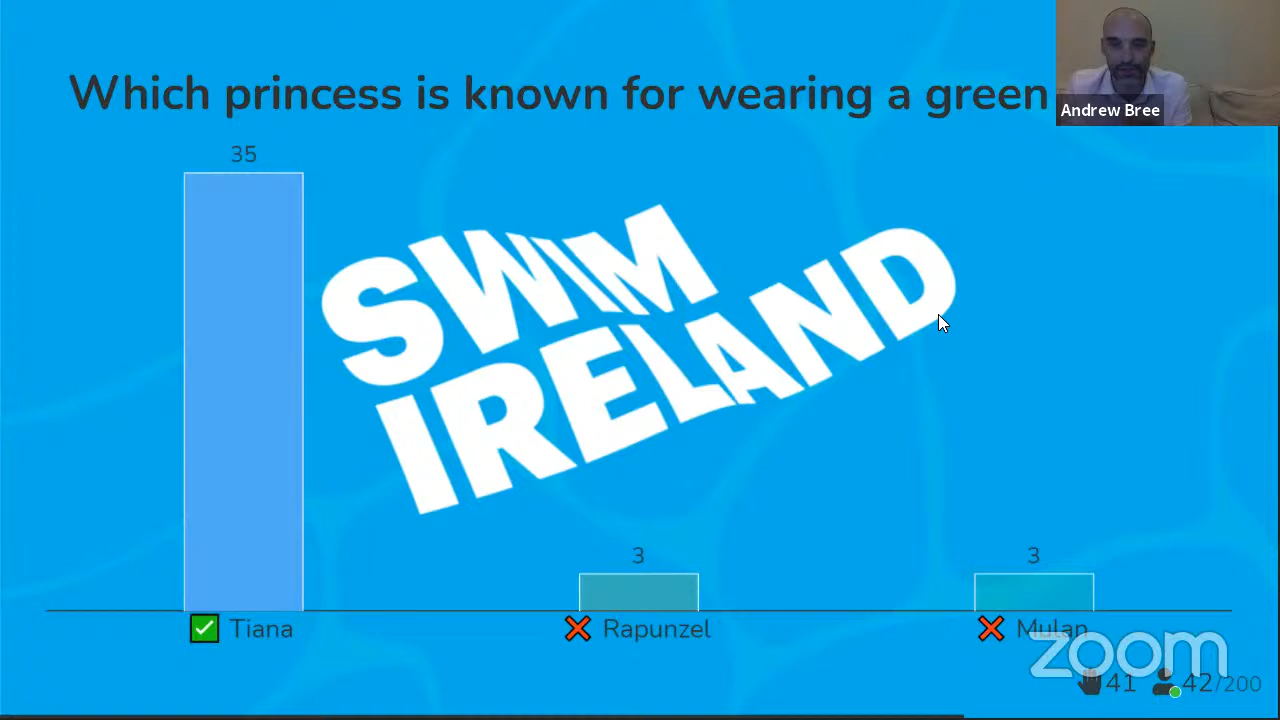 Which princess is known for wearing a green
Andrew Bree
35
SWIM
IRELAND
3
3
Tiana
Rapunzel
Mulan
zoom
41
42/200